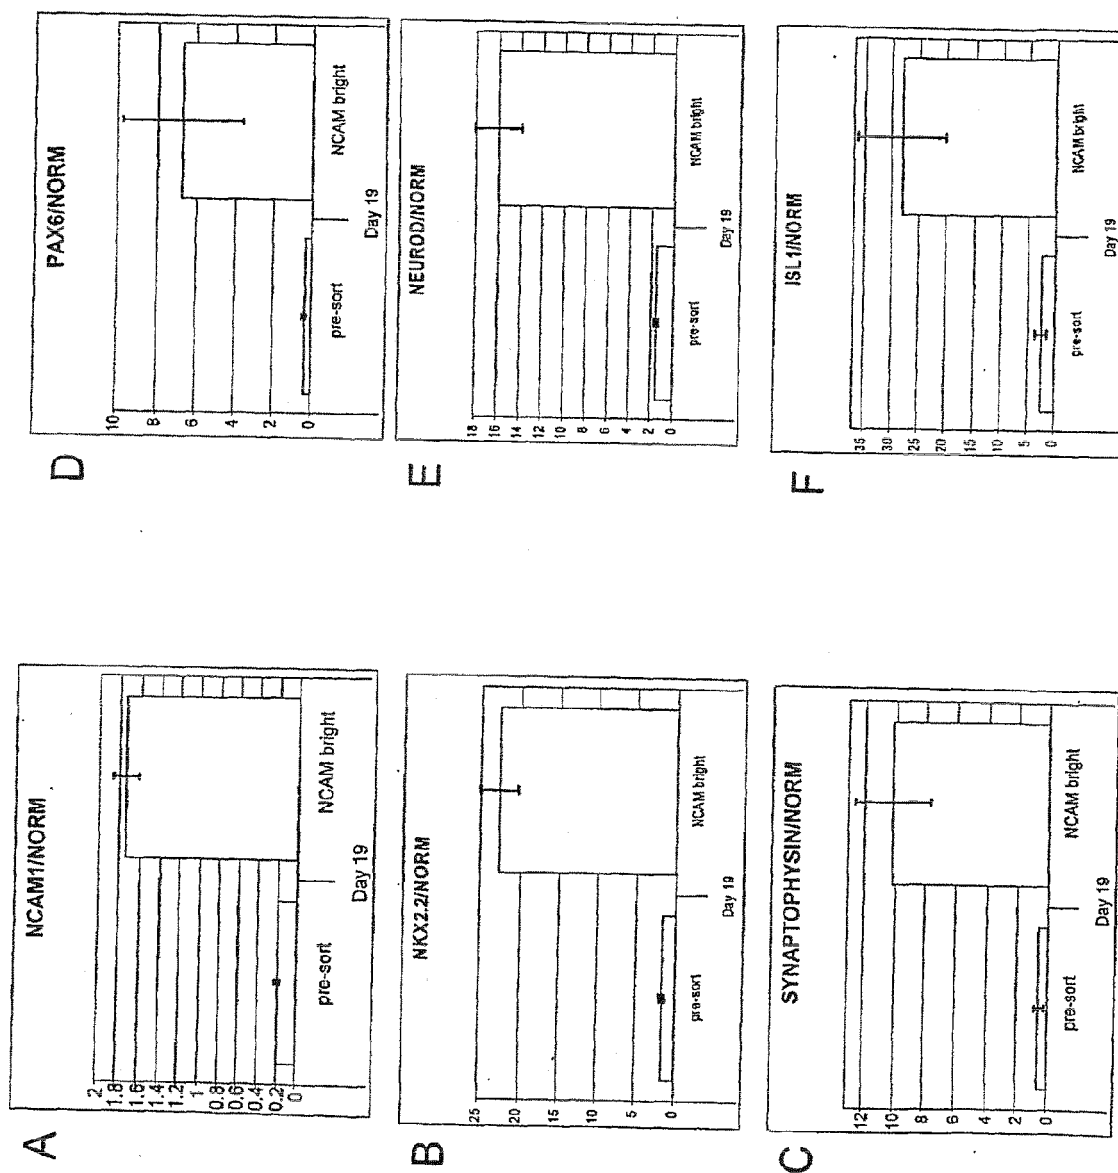 A
NCAM1/NORM
2
1.8
1.6
1.4
1.2
1
0.8
0.6
0.4
0.2
0
pre-sort NCAM bright
Day 19
B
NKX2.2/NORM
25
20
15
10
5
0
pre-sort NCAM bright
Day 19
C
SYNAPTOPHYSIN/NORM
12
10
8
6
4
2
0
pre-sort NCAM bright
Day 19
D
PAX6/NORM
10
8
6
4
2
0
pre-sort NCAM bright
Day 19
E
NEUROD/NORM
18
16
14
12
10
8
6
4
2
0
pre-sort NCAM bright
Day 19
F
ISL1/NORM
35
30
25
20
15
10
5
0
pre-sort NCAM bright
Day 19